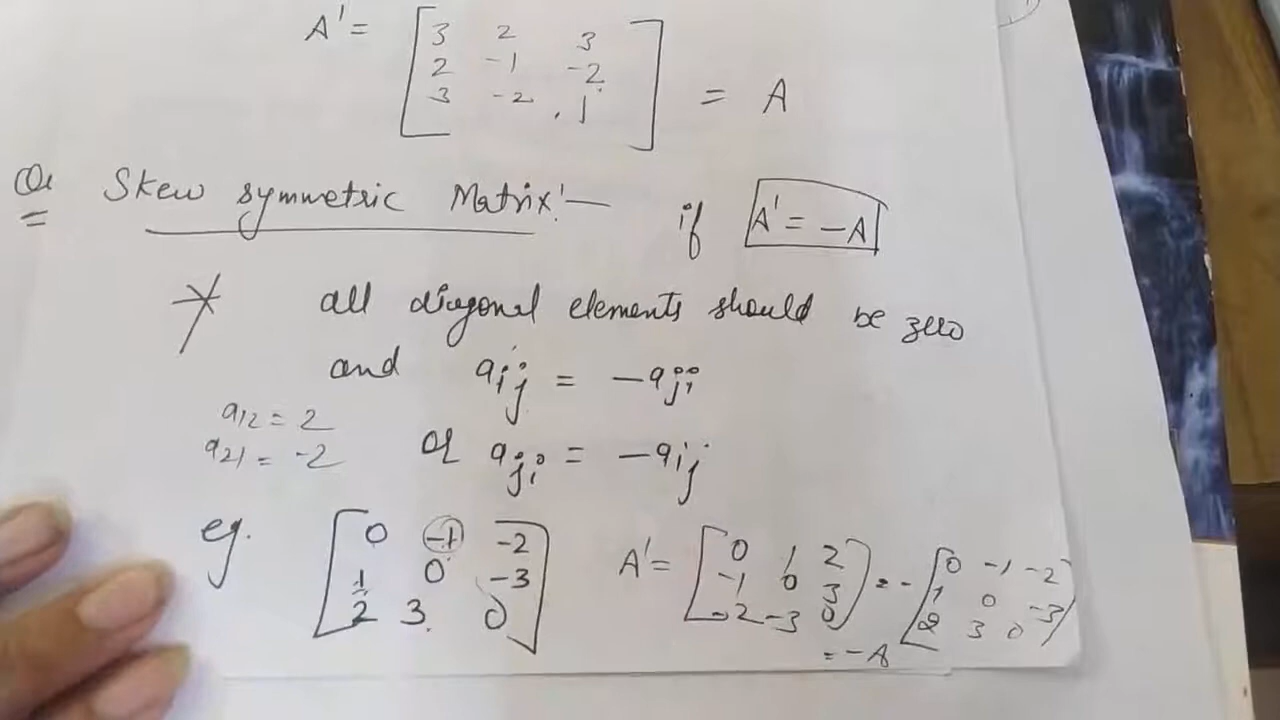 A' = [ 3 2 3
2 -1 -2
3 -2 1 ] = A
Skew symmetric Matrix :— if A' = -A
all diagonal elements should be zero
and aij = -aji
a12 = 2
a21 = -2
or aji = -aij
eg. [ 0 -1 -2
1 0 -3
2 3 0 ]
A' = [ 0 1 2
-1 0 3
-2 -3 0 ] = - [ 0 -1 -2
1 0 -3
2 3 0 ]
= -A